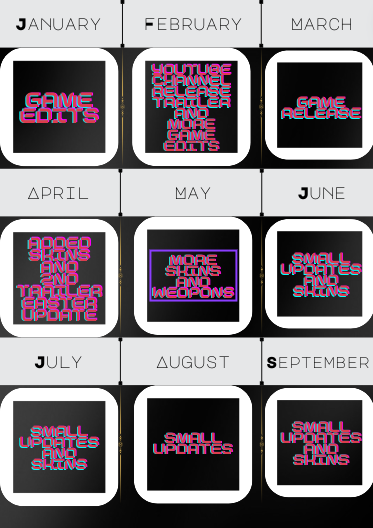 JANUARY
FEBRUARY
MARCH
GAME
EDITS
YOUTUBE
CHANNEL
RELEASE
TRAILER
AND
MORE
GAME
EDITS
GAME
RELEASE
APRIL
MAY
JUNE
ADDED
SKINS
AND
2ND
TRAILER
EASTER
UPDATE
MORE
SKINS
AND
WEDPONS
SMALL
UPDATES
AND
SKINS
JULY
AUGUST
SEPTEMBER
SMALL
UPDATES
AND
SKINS
SMALL
UPDATES
SMALL
UPDATES
AND
SKINS